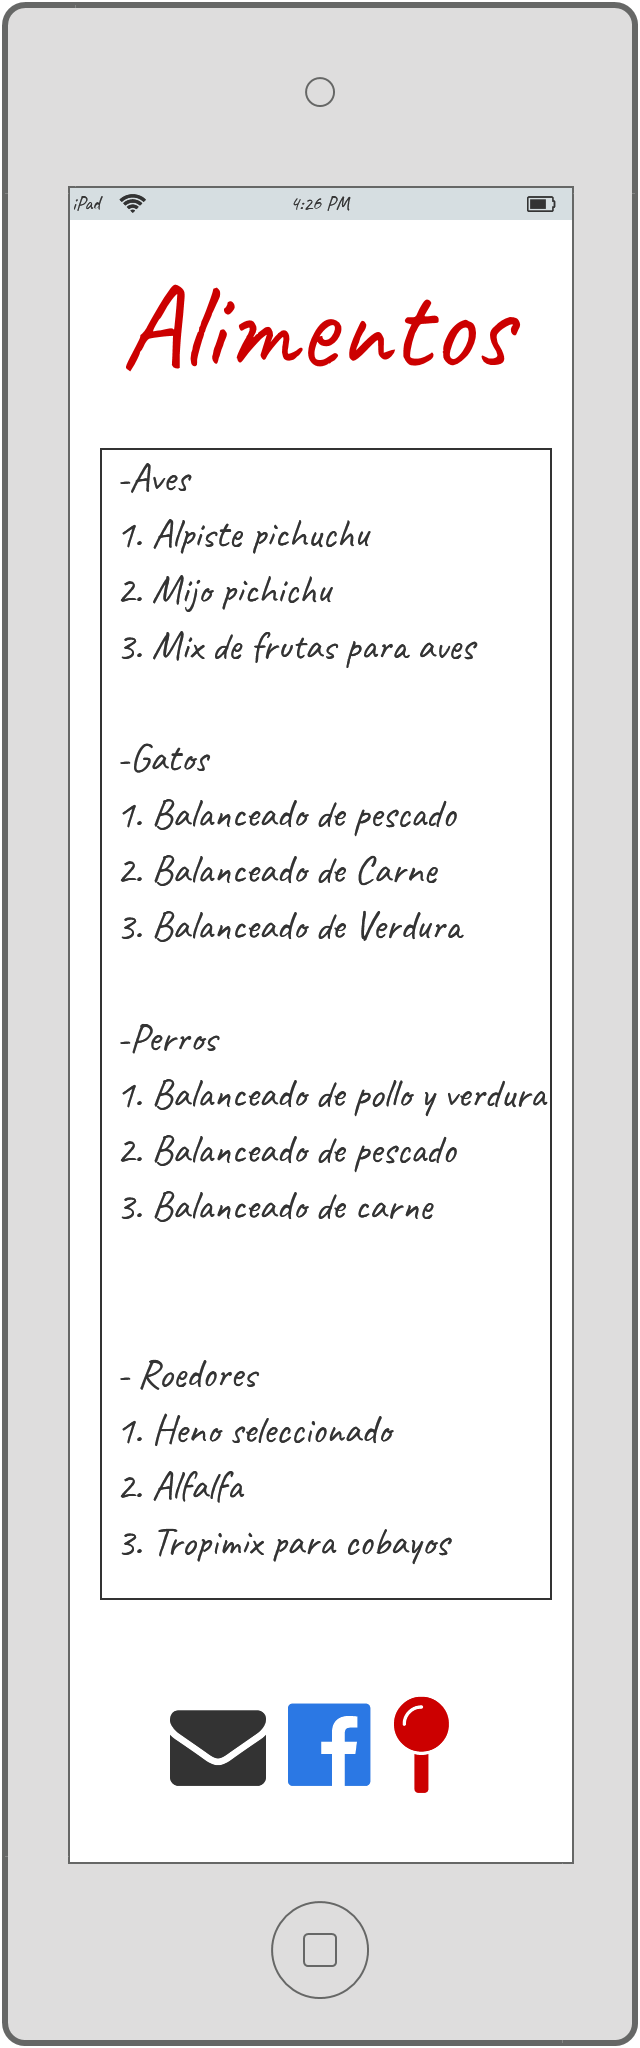 iPad 4:26 PM
Alimentos
-Aves
1. Alpiste pichuchu
2. Mijo pichichu
3. Mix de frutas para aves
-Gatos
1. Balanceado de pescado
2. Balanceado de Carne
3. Balanceado de Verdura
-Perros
1. Balanceado de pollo y verdura
2. Balanceado de pescado
3. Balanceado de carne
- Roedores
1. Heno seleccionado
2. Alfalfa
3. Tropimix para cobayos